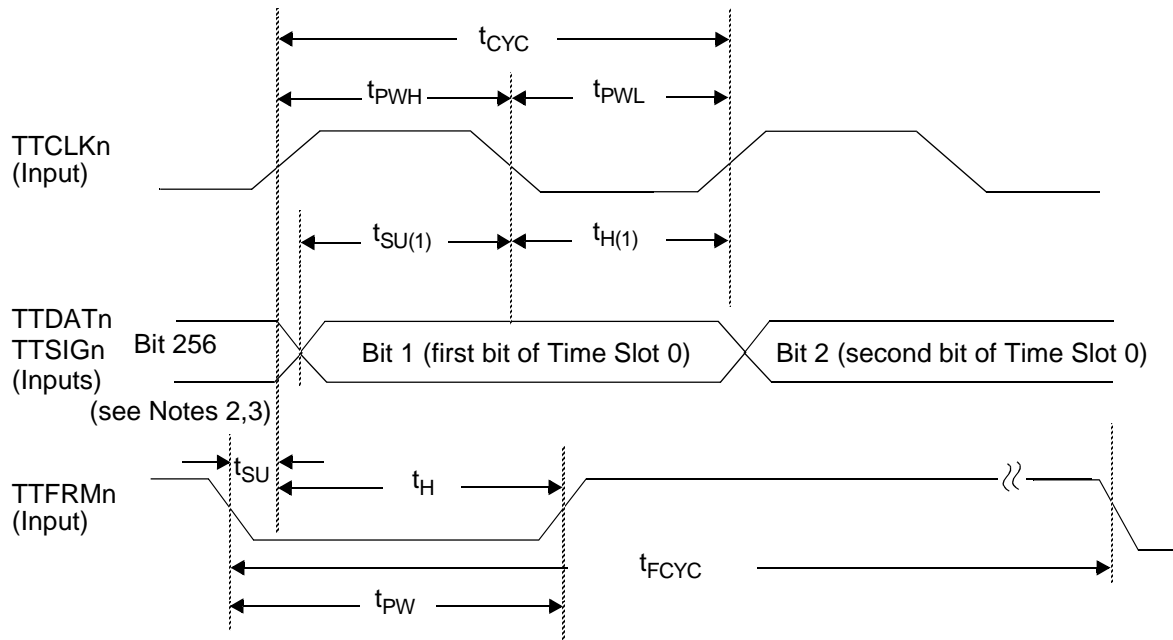 tCYC
tPWH
tPWL
TTCLKn
(Input)
tSU(1)
tH(1)
TTDATn
TTSIGn
(Inputs)
Bit 256
Bit 1 (first bit of Time Slot 0)
Bit 2 (second bit of Time Slot 0)
(see Notes 2,3)
tSU
tH
TTFRMn
(Input)
tFCYC
tPW